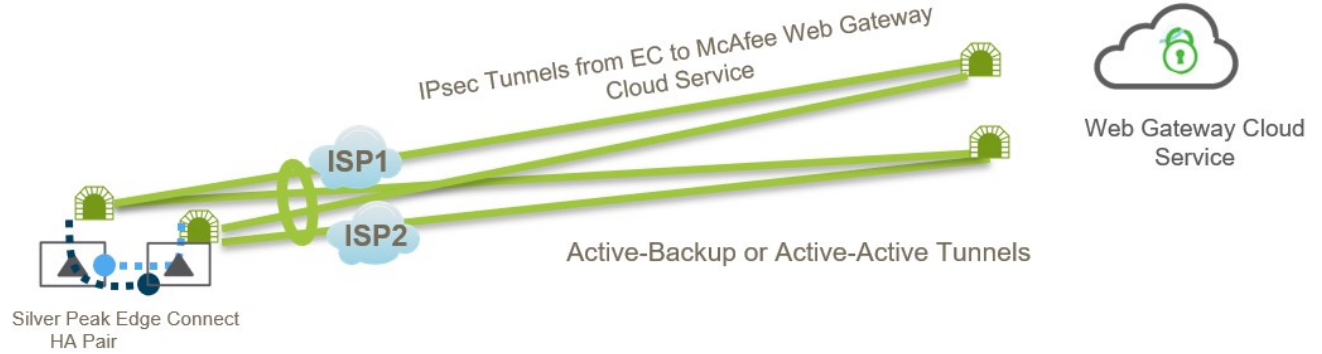 IPsec Tunnels from EC to McAfee Web Gateway
Cloud Service
ISP1
ISP2
Web Gateway Cloud
Service
Active-Backup or Active-Active Tunnels
Silver Peak Edge Connect
HA Pair